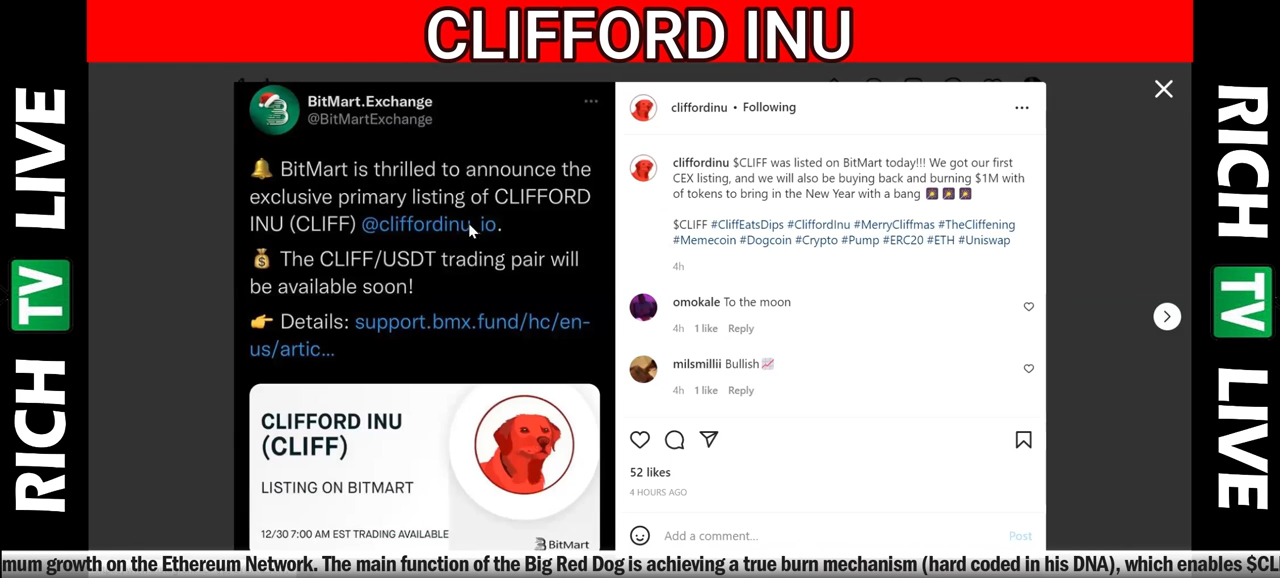 CLIFFORD INU
RICH TV LIVE
BitMart.Exchange
@BitMartExchange
🔔 BitMart is thrilled to announce the
exclusive primary listing of CLIFFORD
INU (CLIFF) @cliffordinu_io.
💰 The CLIFF/USDT trading pair will
be available soon!
👉 Details: support.bmx.fund/hc/en-
us/artic...
CLIFFORD INU
(CLIFF)
LISTING ON BITMART
12/30 7:00 AM EST TRADING AVAILABLE
BitMart
cliffordinu • Following
cliffordinu $CLIFF was listed on BitMart today!!! We got our first
CEX listing, and we will also be buying back and burning $1M with
of tokens to bring in the New Year with a bang 🎆 🎆 🎆
$CLIFF #CliffEatsDips #CliffordInu #MerryCliffmas #TheCliffening
#Memecoin #Dogcoin #Crypto #Pump #ERC20 #ETH #Uniswap
4h
omokale To the moon
4h 1 like Reply
milsmillii Bullish 📈
4h 1 like Reply
52 likes
4 HOURS AGO
Add a comment... Post
RICH TV LIVE
mum growth on the Ethereum Network. The main function of the Big Red Dog is achieving a true burn mechanism (hard coded in his DNA), which enables $CL